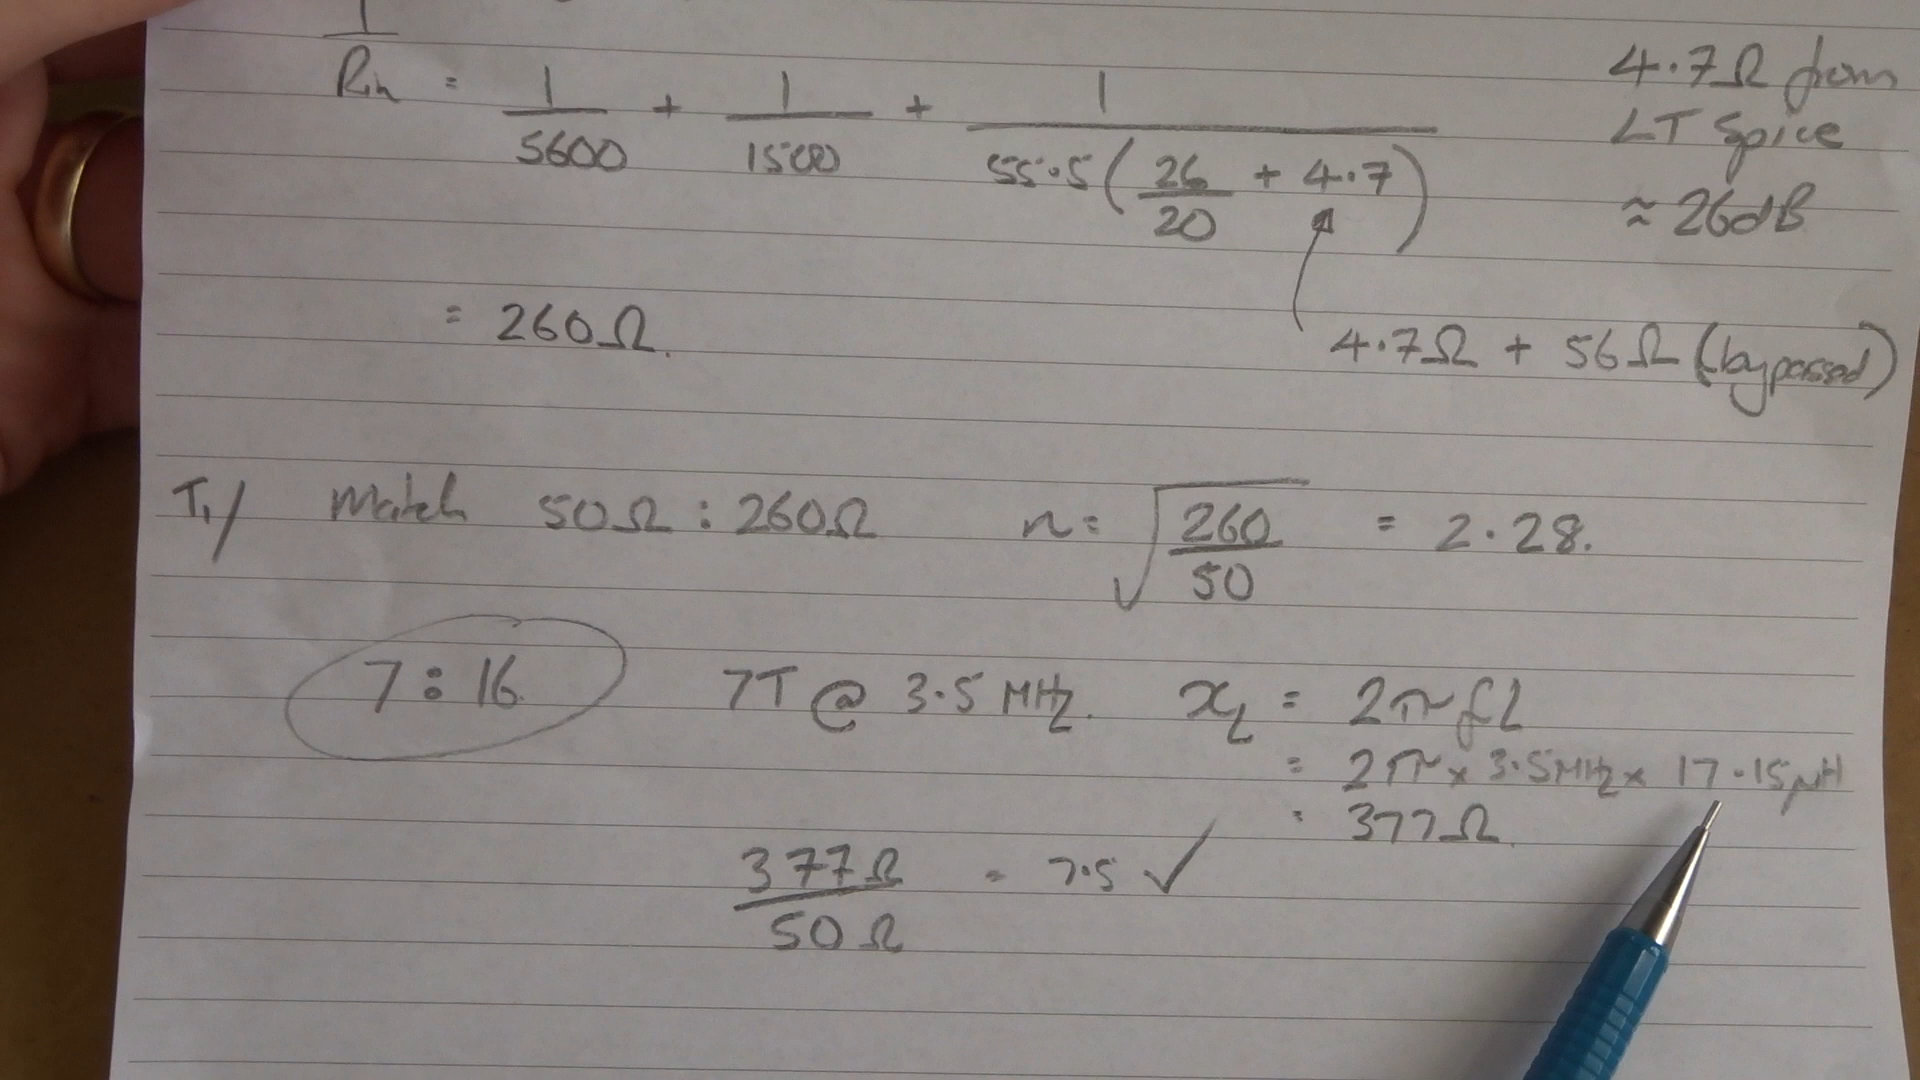 1/Rin = 1/5600 + 1/1500 + 1/(55.5(26/20 + 4.7))
4.7Ω from
LT Spice
≈ 26dB
= 260Ω.
4.7Ω + 56Ω (bypassed)
T1/ Match 50Ω : 260Ω n = √(260/50) = 2.28.
7:16 7T @ 3.5 MHz. XL = 2πfL
= 2π x 3.5MHz x 17.15µH
= 377Ω
377Ω/50Ω = 7.5 ✓